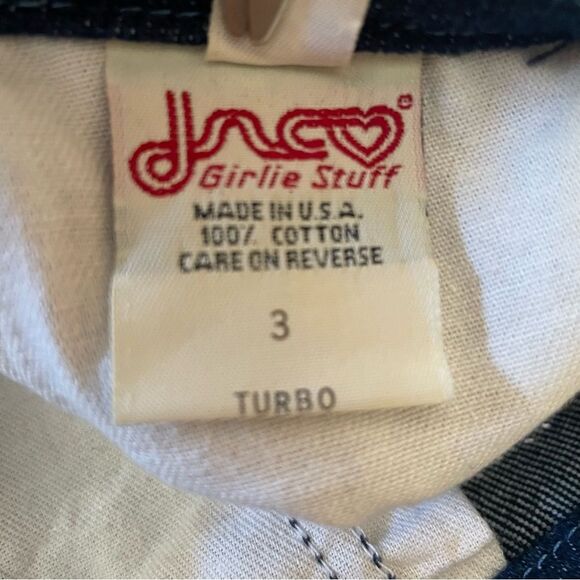 JNCO
Girlie Stuff
MADE IN U.S.A.
100% COTTON
CARE ON REVERSE
3
TURBO